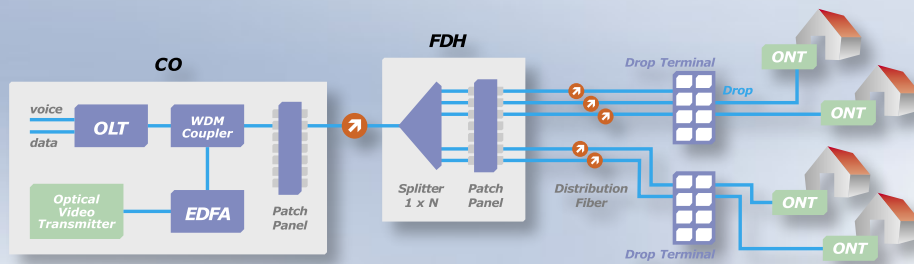 CO
voice
data
OLT
WDM
Coupler
Optical
Video
Transmitter
EDFA
Patch
Panel
FDH
Splitter
1 x N
Patch
Panel
Distribution
Fiber
Drop Terminal
Drop
ONT
ONT
Drop Terminal
ONT
ONT